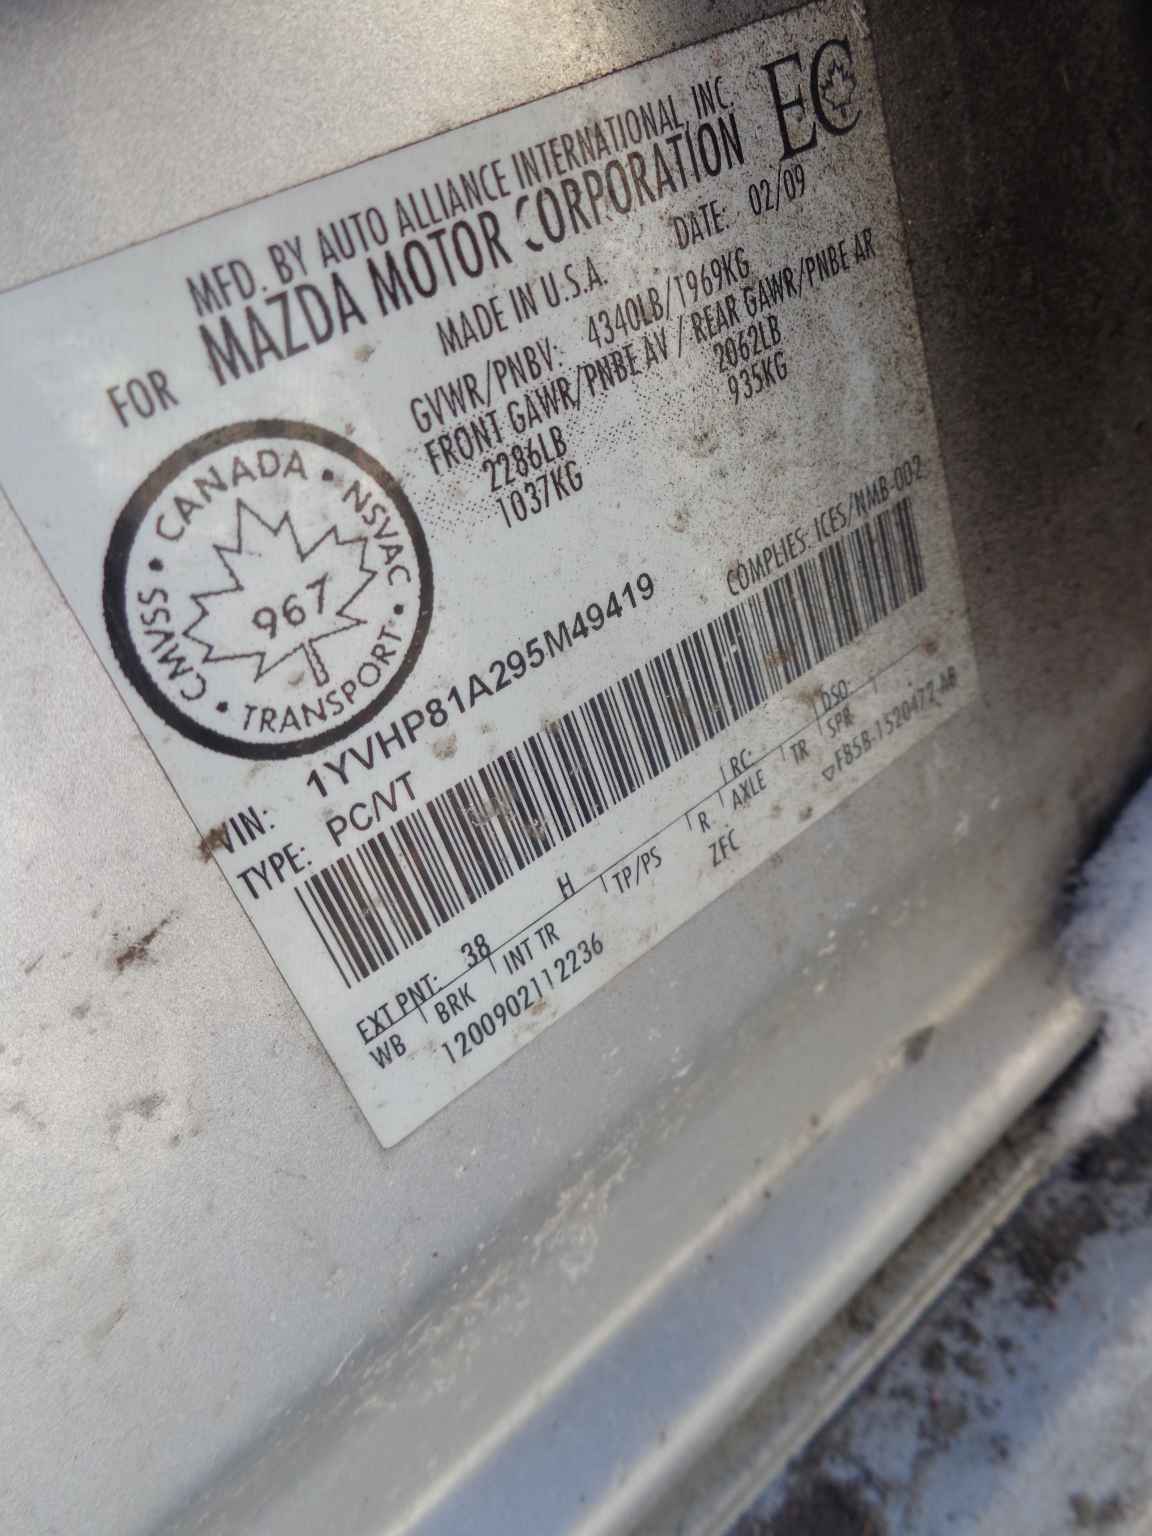 MFD. BY AUTO ALLIANCE INTERNATIONAL, INC.
FOR MAZDA MOTOR CORPORATION
EC
MADE IN U.S.A. DATE: 02/09
GVWR/PNBV: 4340LB/1969KG
FRONT GAWR/PNBE AV / REAR GAWR/PNBE AR
2286LB 2062LB
1037KG 935KG
CANADA • NSVAC • TRANSPORT • CMVSS •
967
COMPLIES: ICES/NMB-002
VIN: 1YVHP81A295M49419
TYPE: PC/VT
EXT PNT: 38 H RC: DSO:
WB BRK INT TR TP/PS R AXLE TR SPR
1200902112236 ZFC F85B-1520472-AB